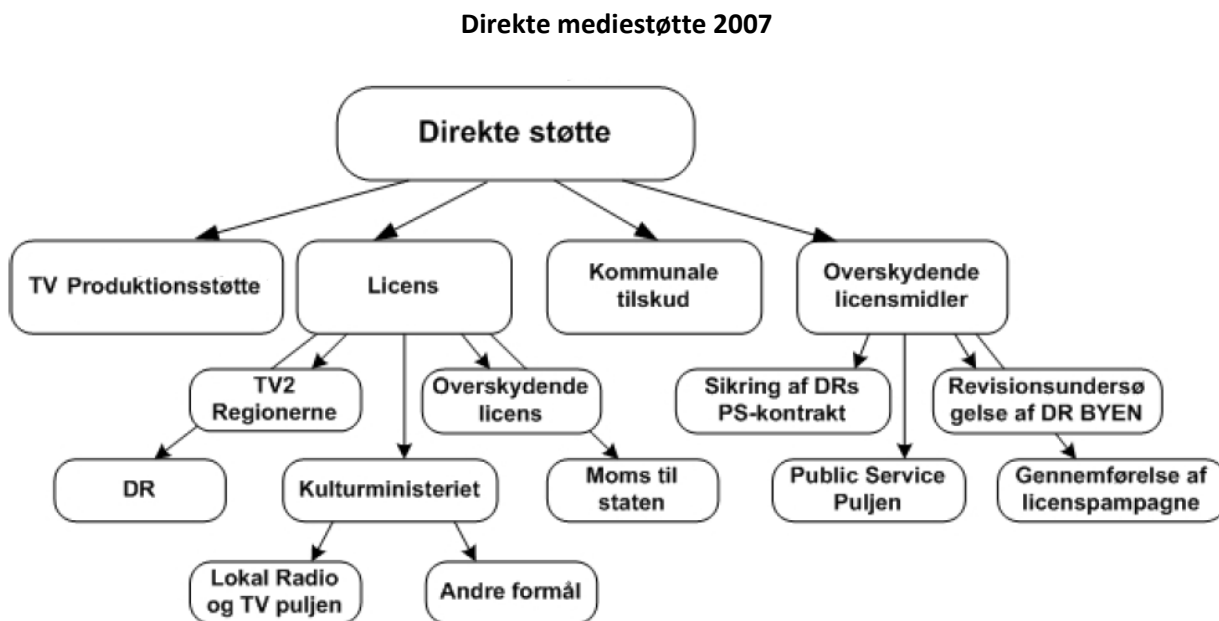 Direkte mediestøtte 2007
Direkte støtte
TV Produktionsstøtte
Licens
Kommunale
tilskud
Overskydende
licensmidler
TV2
Regionerne
Overskydende
licens
Sikring af DRs
PS-kontrakt
Revisionsundersø
gelse af DR BYEN
DR
Kulturministeriet
Moms til
staten
Public Service
Puljen
Gennemførelse af
licenspampagne
Lokal Radio
og TV puljen
Andre formål